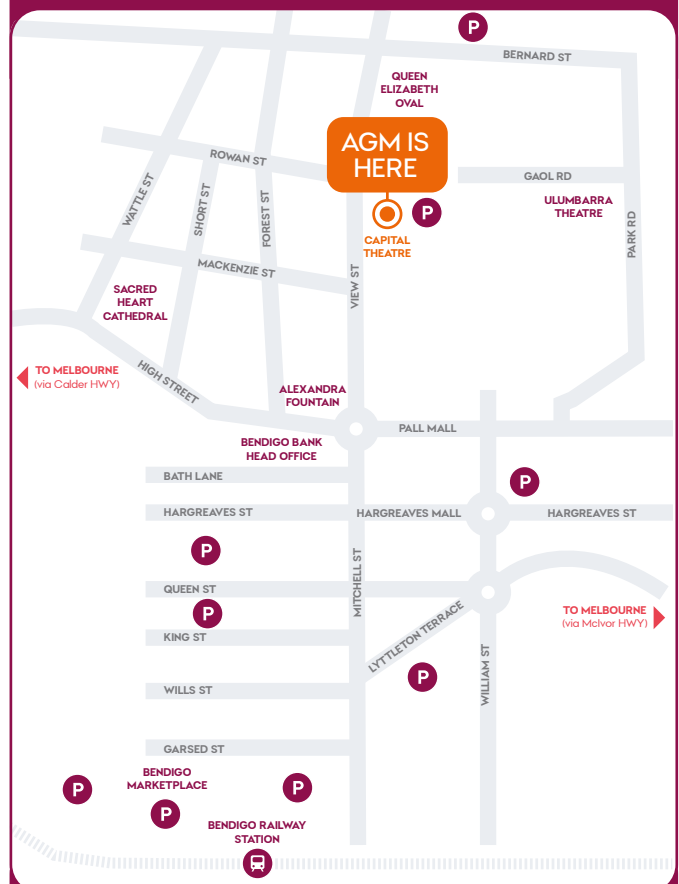 P
BERNARD ST
QUEEN
ELIZABETH
OVAL
AGM IS
HERE
ROWAN ST
GAOL RD
WATTLE ST
SHORT ST
FOREST ST
ULUMBARRA
THEATRE
P
PARK RD
CAPITAL
THEATRE
MACKENZIE ST
VIEW ST
SACRED
HEART
CATHEDRAL
TO MELBOURNE
(via Calder HWY)
HIGH STREET
ALEXANDRA
FOUNTAIN
PALL MALL
BENDIGO BANK
HEAD OFFICE
BATH LANE
P
HARGREAVES ST
HARGREAVES MALL
HARGREAVES ST
P
MITCHELL ST
QUEEN ST
P
TO MELBOURNE
(via McIvor HWY)
KING ST
LYTTLETON TERRACE
WILLIAM ST
P
WILLS ST
GARSED ST
BENDIGO
MARKETPLACE
P
P
P
BENDIGO RAILWAY
STATION